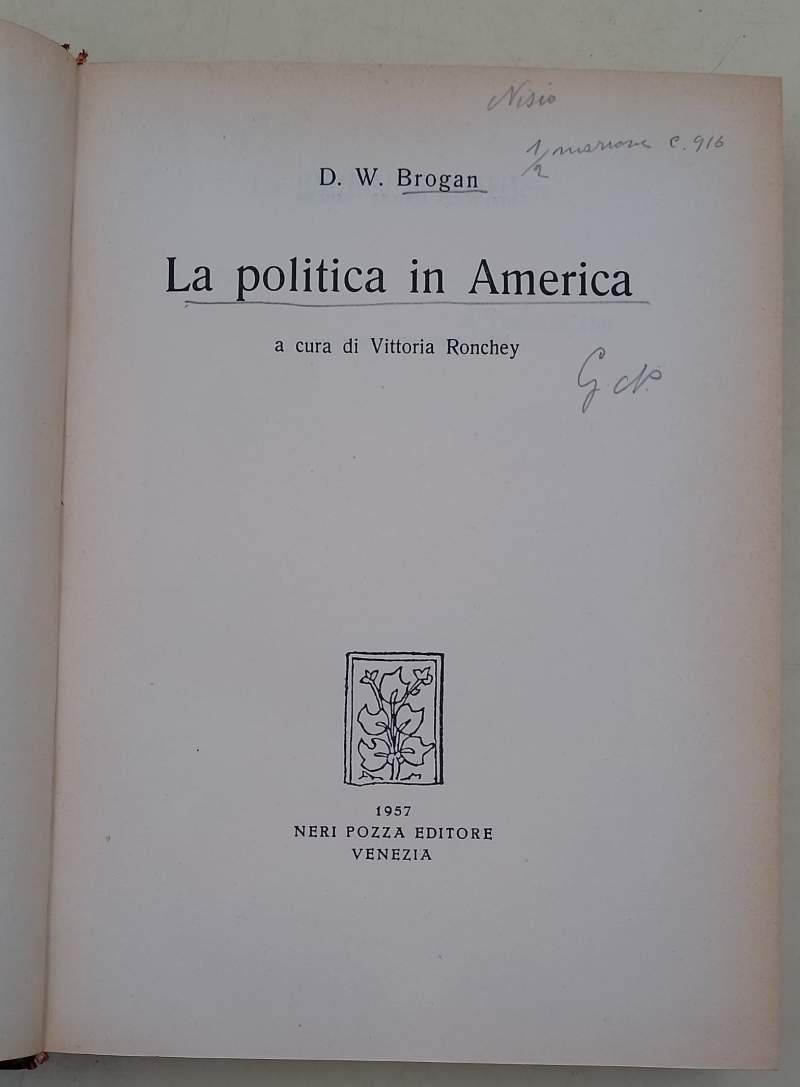 Nisio
1/2 marrone c. 916
D. W. Brogan
La politica in America
a cura di Vittoria Ronchey
1957
NERI POZZA EDITORE
VENEZIA